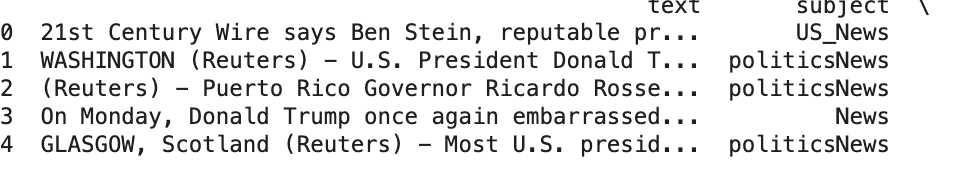 text subject \
0 21st Century Wire says Ben Stein, reputable pr... US_News
1 WASHINGTON (Reuters) - U.S. President Donald T... politicsNews
2 (Reuters) - Puerto Rico Governor Ricardo Rosse... politicsNews
3 On Monday, Donald Trump once again embarrassed... News
4 GLASGOW, Scotland (Reuters) - Most U.S. presid... politicsNews